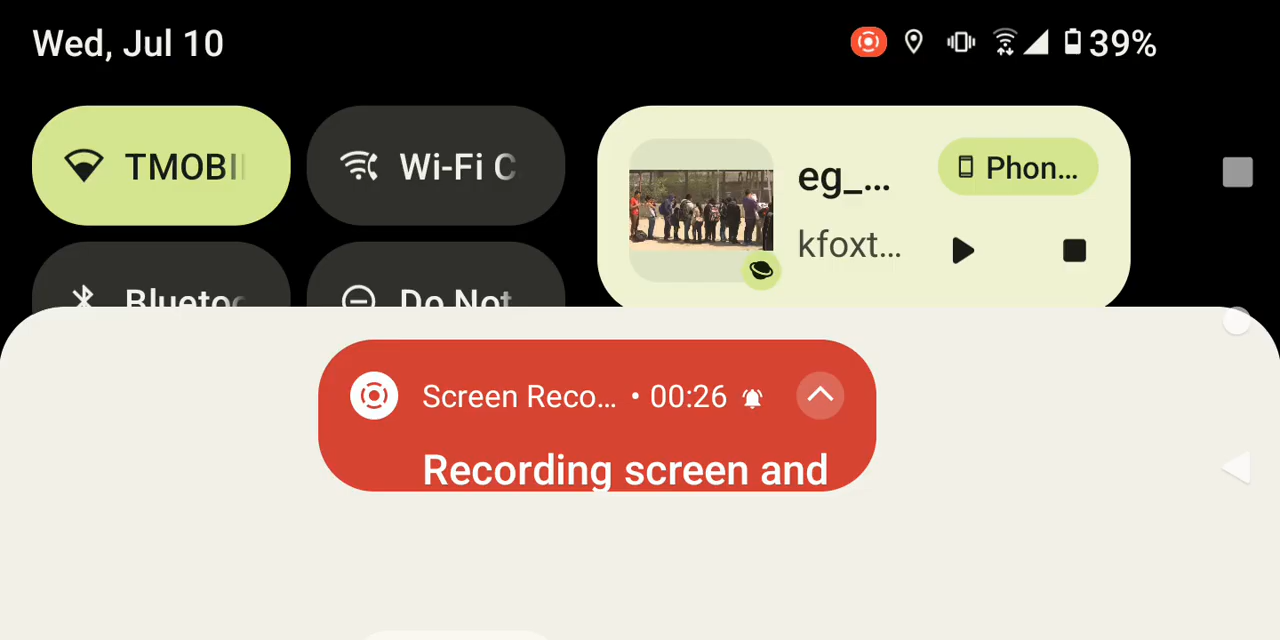 Wed, Jul 10
39%
TMOBI
Wi-Fi C
eg_...
Phon...
kfoxt...
Bluetoo
Do Not
Screen Reco... • 00:26
Recording screen and